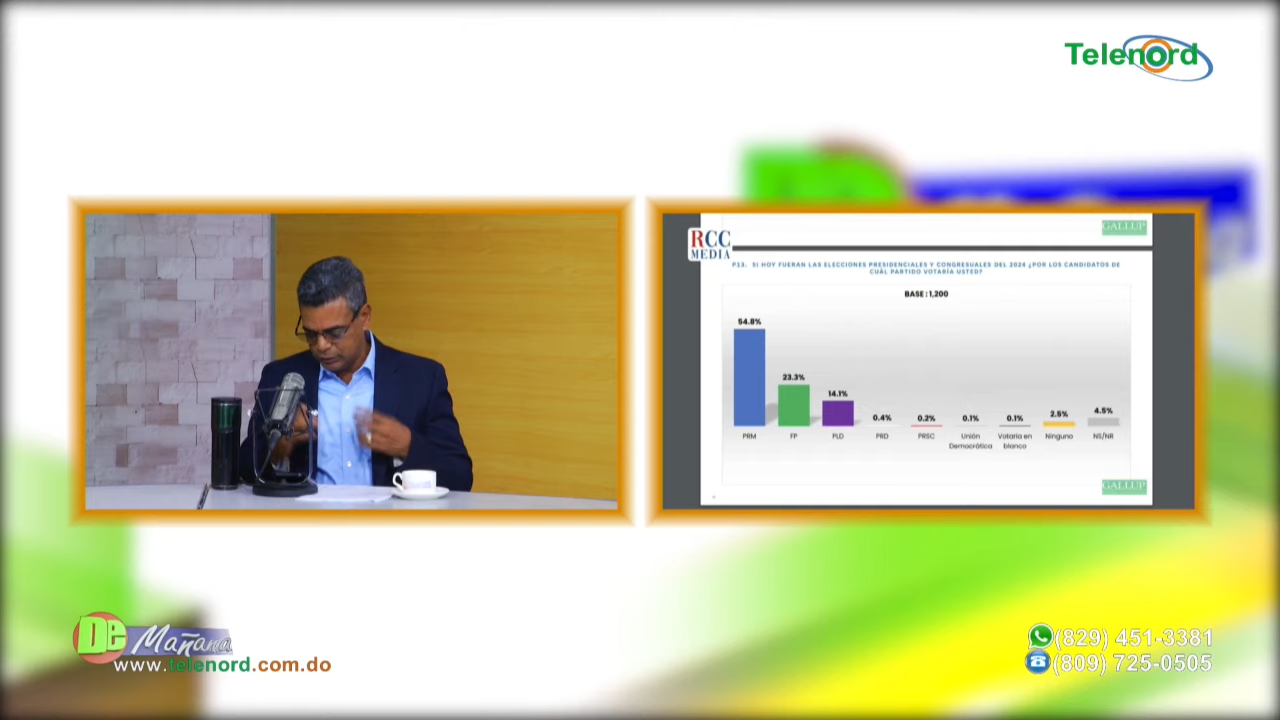 Telenord
GALLUP
RCC
MEDIA
P13. SI HOY FUERAN LAS ELECCIONES PRESIDENCIALES Y CONGRESUALES DEL 2024 ¿POR LOS CANDIDATOS DE
CUÁL PARTIDO VOTARÍA USTED?
BASE : 1,200
54.8% 23.3% 14.1% 0.4% 0.2% 0.1% 0.1% 2.5% 4.5%
PRM FP PLD PRD PRSC Unión Votaría en Ninguno NS/NR
Democrática blanco
GALLUP
De Mañana
www.telenord.com.do
(829) 451-3381
(809) 725-0505